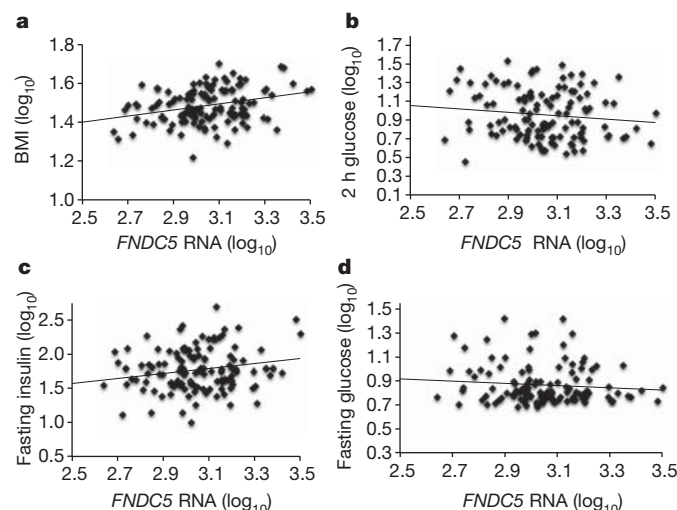 a
BMI (log10)
1.8
1.6
1.4
1.2
1.0
2.5 2.7 2.9 3.1 3.3 3.5
FNDC5 RNA (log10)
b
2 h glucose (log10)
1.7
1.5
1.3
1.1
0.9
0.7
0.5
0.3
0.1
2.5 2.7 2.9 3.1 3.3 3.5
FNDC5 RNA (log10)
c
Fasting insulin (log10)
2.5
2.0
1.5
1.0
0.5
2.5 2.7 2.9 3.1 3.3 3.5
FNDC5 RNA (log10)
d
Fasting glucose (log10)
1.5
1.3
1.1
0.9
0.7
0.5
0.3
2.5 2.7 2.9 3.1 3.3 3.5
FNDC5 RNA (log10)